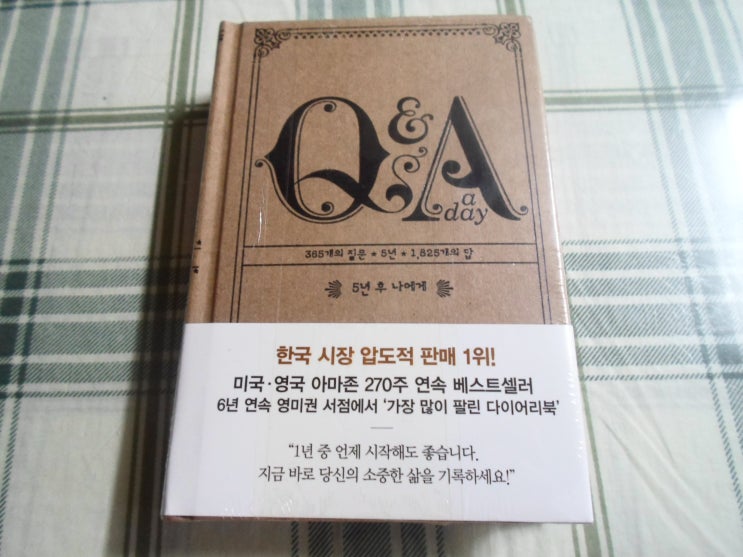 Q&A
a
day
365개의 질문 ★ 5년 ★ 1,825개의 답
5년 후 나에게
한국 시장 압도적 판매 1위!
미국·영국 아마존 270주 연속 베스트셀러
6년 연속 영미권 서점에서 '가장 많이 팔린 다이어리북'
"1년 중 언제 시작해도 좋습니다.
지금 바로 당신의 소중한 삶을 기록하세요!"